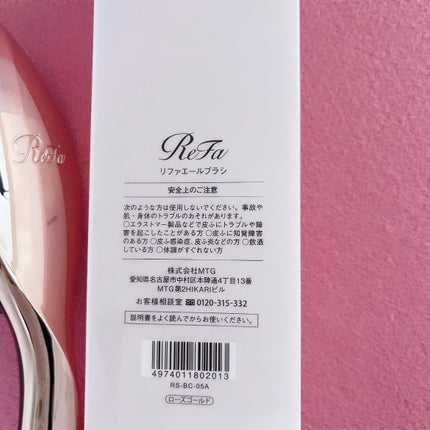 ReFa
ReFa
リファエールブラシ
安全上のご注意
次のような方は使用しないでください。事故や
肌・身体のトラブルのおそれがあります。
○エラストマー製品などで皮ふにトラブルや障
害を起こしたことがある方 ○皮ふに知覚障害
のある方 ○皮ふ感染症、皮ふ炎などの方 ○飲酒
している方 ○体調がすぐれない方
株式会社MTG
愛知県名古屋市中村区本陣通4丁目13番
MTG第2HIKARIビル
お客様相談室 0120-315-332
説明書をよく読んでからお使いください。
4974011802013
RS-BC-05A
ローズゴールド